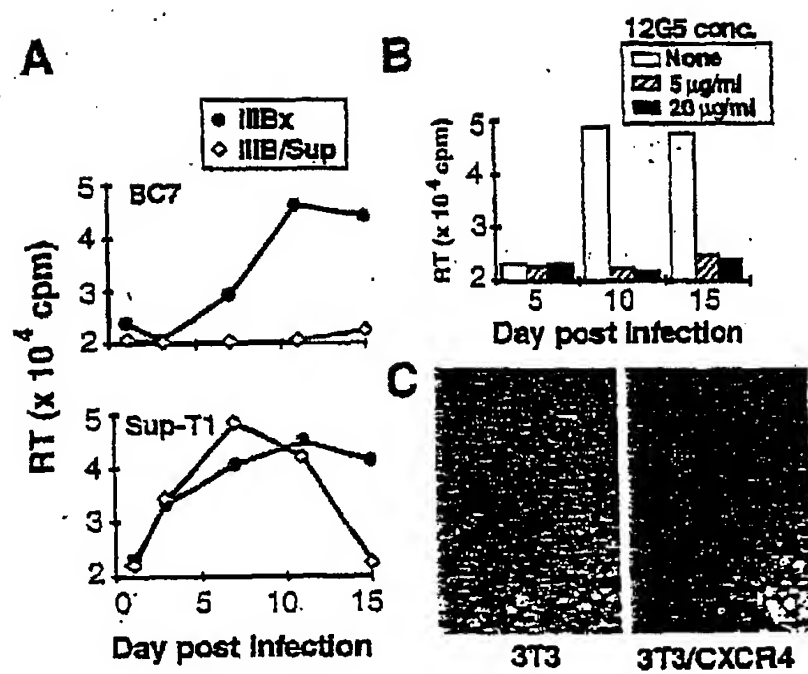 A
IIIBx
IIIB/Sup
BC7
5
4
3
2
Sup-T1
5
4
3
2
0
5
10
15
RT (x 10⁴ cpm)
Day post infection
B
12G5 conc.
None
5 µg/ml
20 µg/ml
5
4
3
2
RT (x 10⁴ cpm)
5
10
15
Day post infection
C
3T3
3T3/CXCR4